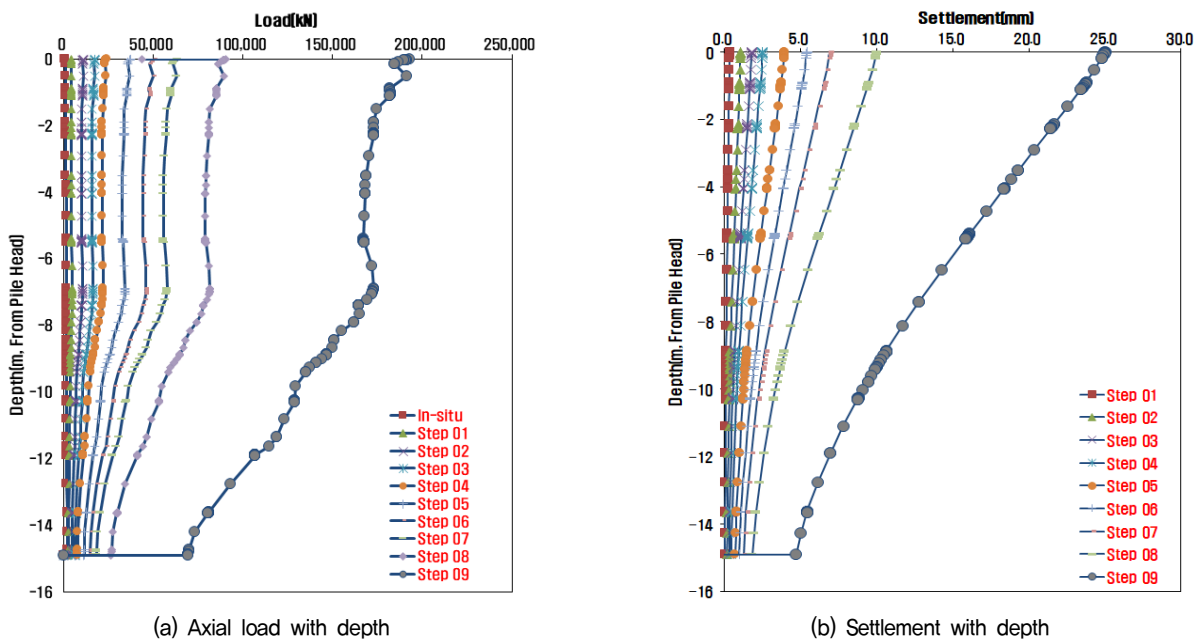 Load(kN)
0 50,000 100,000 150,000 200,000 250,000
0
-2
-4
-6
-8
-10
-12
-14
-16
Depth(m, From Pile Head)
In-situ
Step 01
Step 02
Step 03
Step 04
Step 05
Step 06
Step 07
Step 08
Step 09
(a) Axial load with depth
Settlement(mm)
0.0 5.0 10.0 15.0 20.0 25.0 30.0
0
-2
-4
-6
-8
-10
-12
-14
-16
Depth(m, From Pile Head)
Step 01
Step 02
Step 03
Step 04
Step 05
Step 06
Step 07
Step 08
Step 09
(b) Settlement with depth